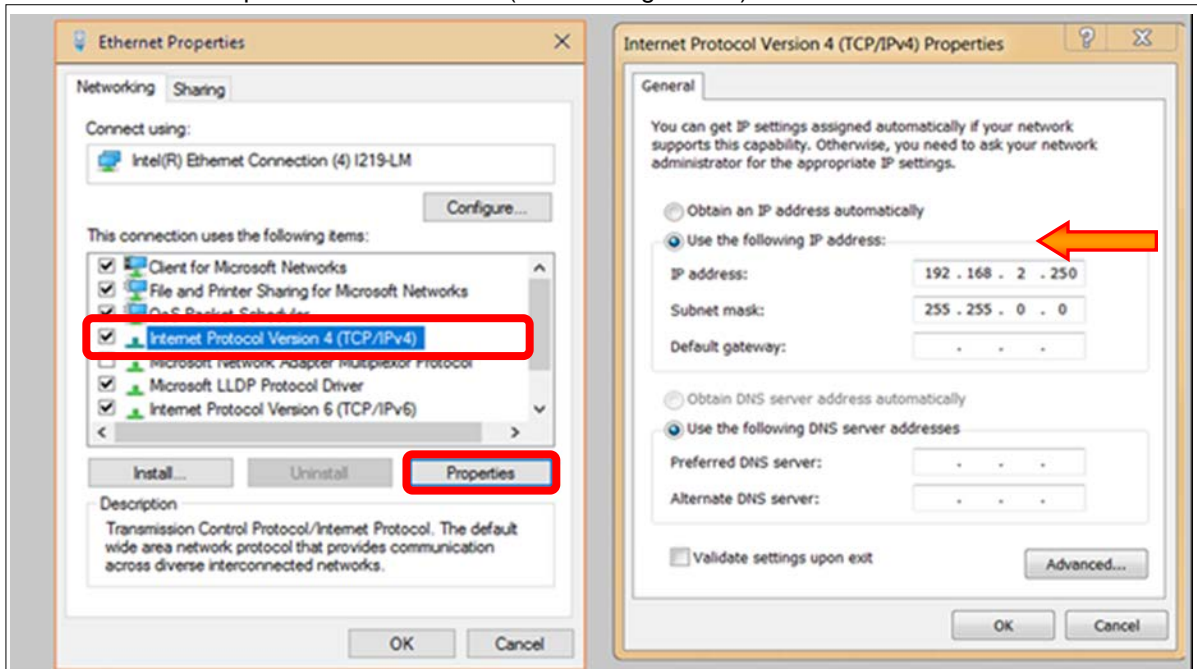 Ethernet Properties
Networking Sharing
Connect using:
Intel(R) Ethernet Connection (4) I219-LM
Configure...
This connection uses the following items:
Client for Microsoft Networks
File and Printer Sharing for Microsoft Networks
QoS Packet Scheduler
Internet Protocol Version 4 (TCP/IPv4)
Microsoft Network Adapter Multiplexor Protocol
Microsoft LLDP Protocol Driver
Internet Protocol Version 6 (TCP/IPv6)
Install... Uninstall Properties
Description
Transmission Control Protocol/Internet Protocol. The default
wide area network protocol that provides communication
across diverse interconnected networks.
OK Cancel
Internet Protocol Version 4 (TCP/IPv4) Properties
General
You can get IP settings assigned automatically if your network
supports this capability. Otherwise, you need to ask your network
administrator for the appropriate IP settings.
Obtain an IP address automatically
Use the following IP address:
IP address: 192 . 168 . 2 . 250
Subnet mask: 255 . 255 . 0 . 0
Default gateway: . . .
Obtain DNS server address automatically
Use the following DNS server addresses
Preferred DNS server: . . .
Alternate DNS server: . . .
Validate settings upon exit
Advanced...
OK Cancel